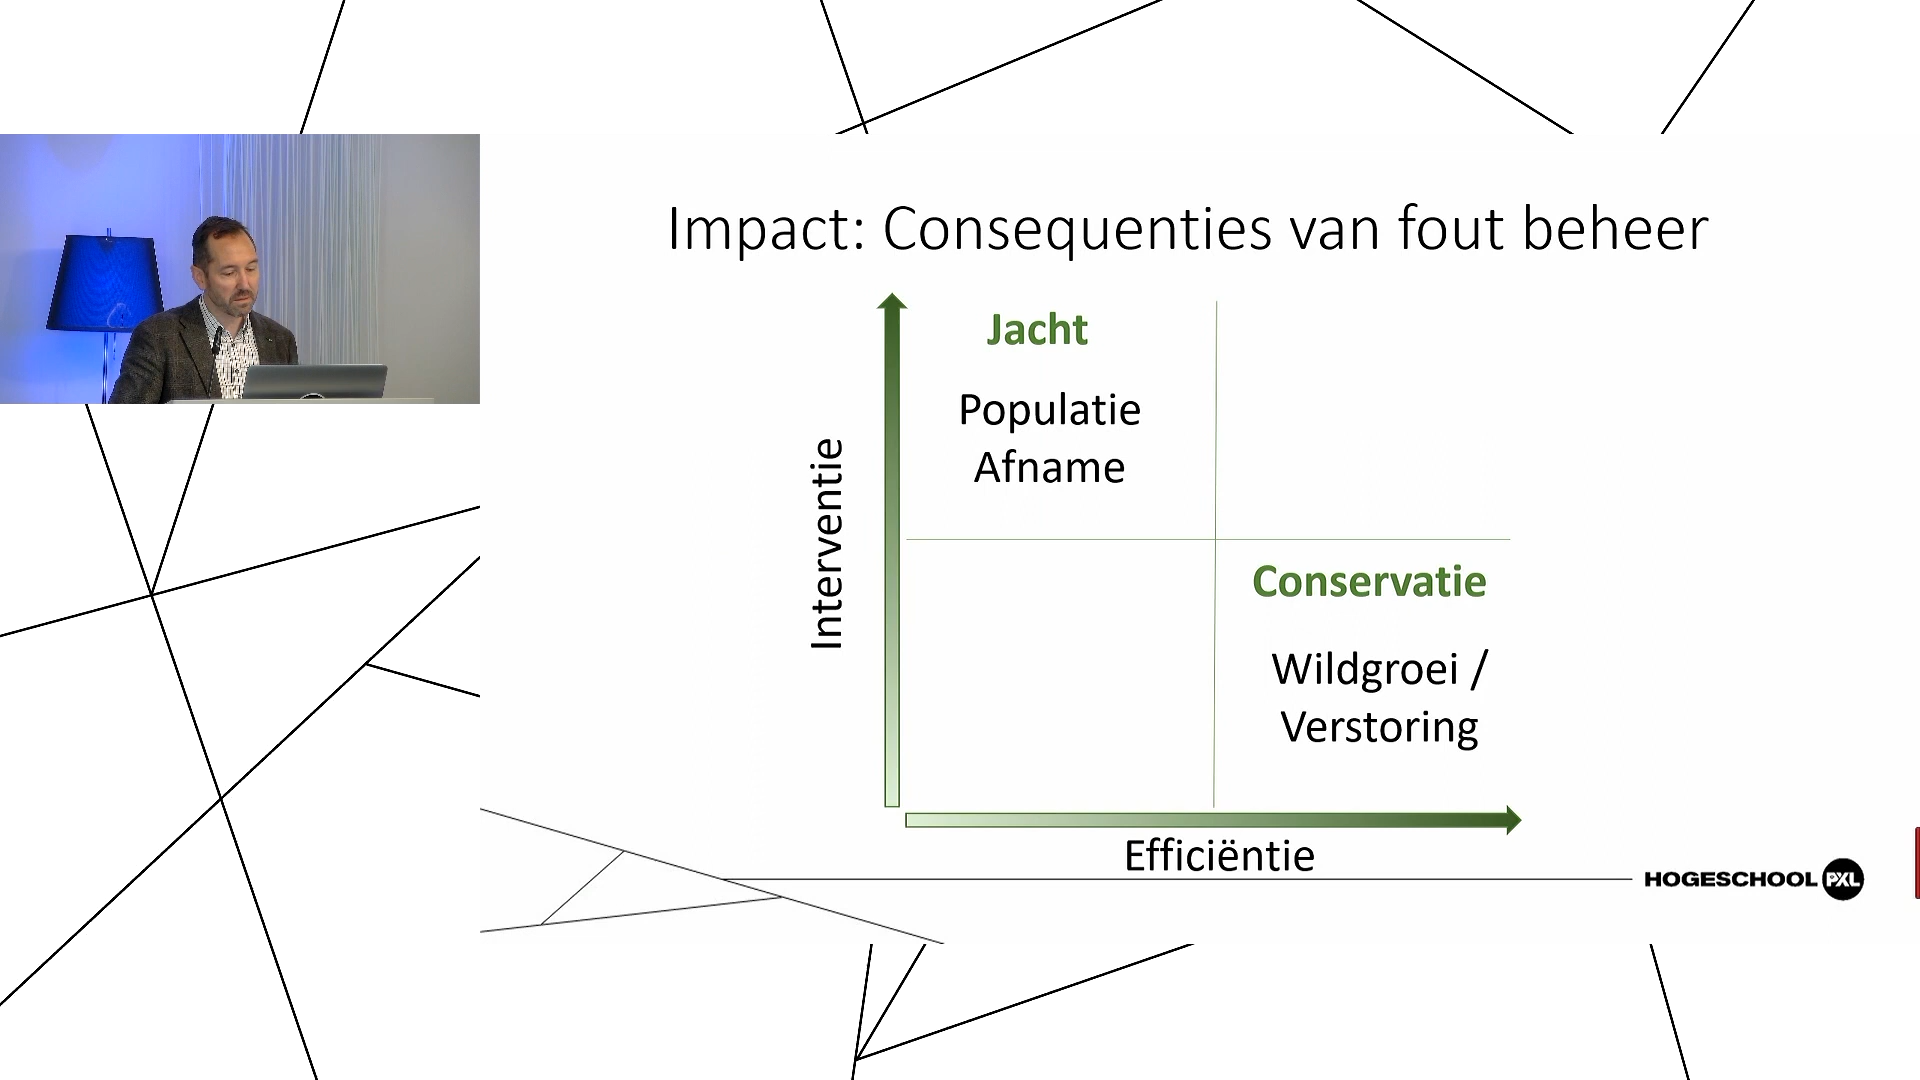 Impact: Consequenties van fout beheer
Jacht
Populatie
Afname
Interventie
Conservatie
Wildgroei /
Verstoring
Efficiëntie
HOGESCHOOL PXL